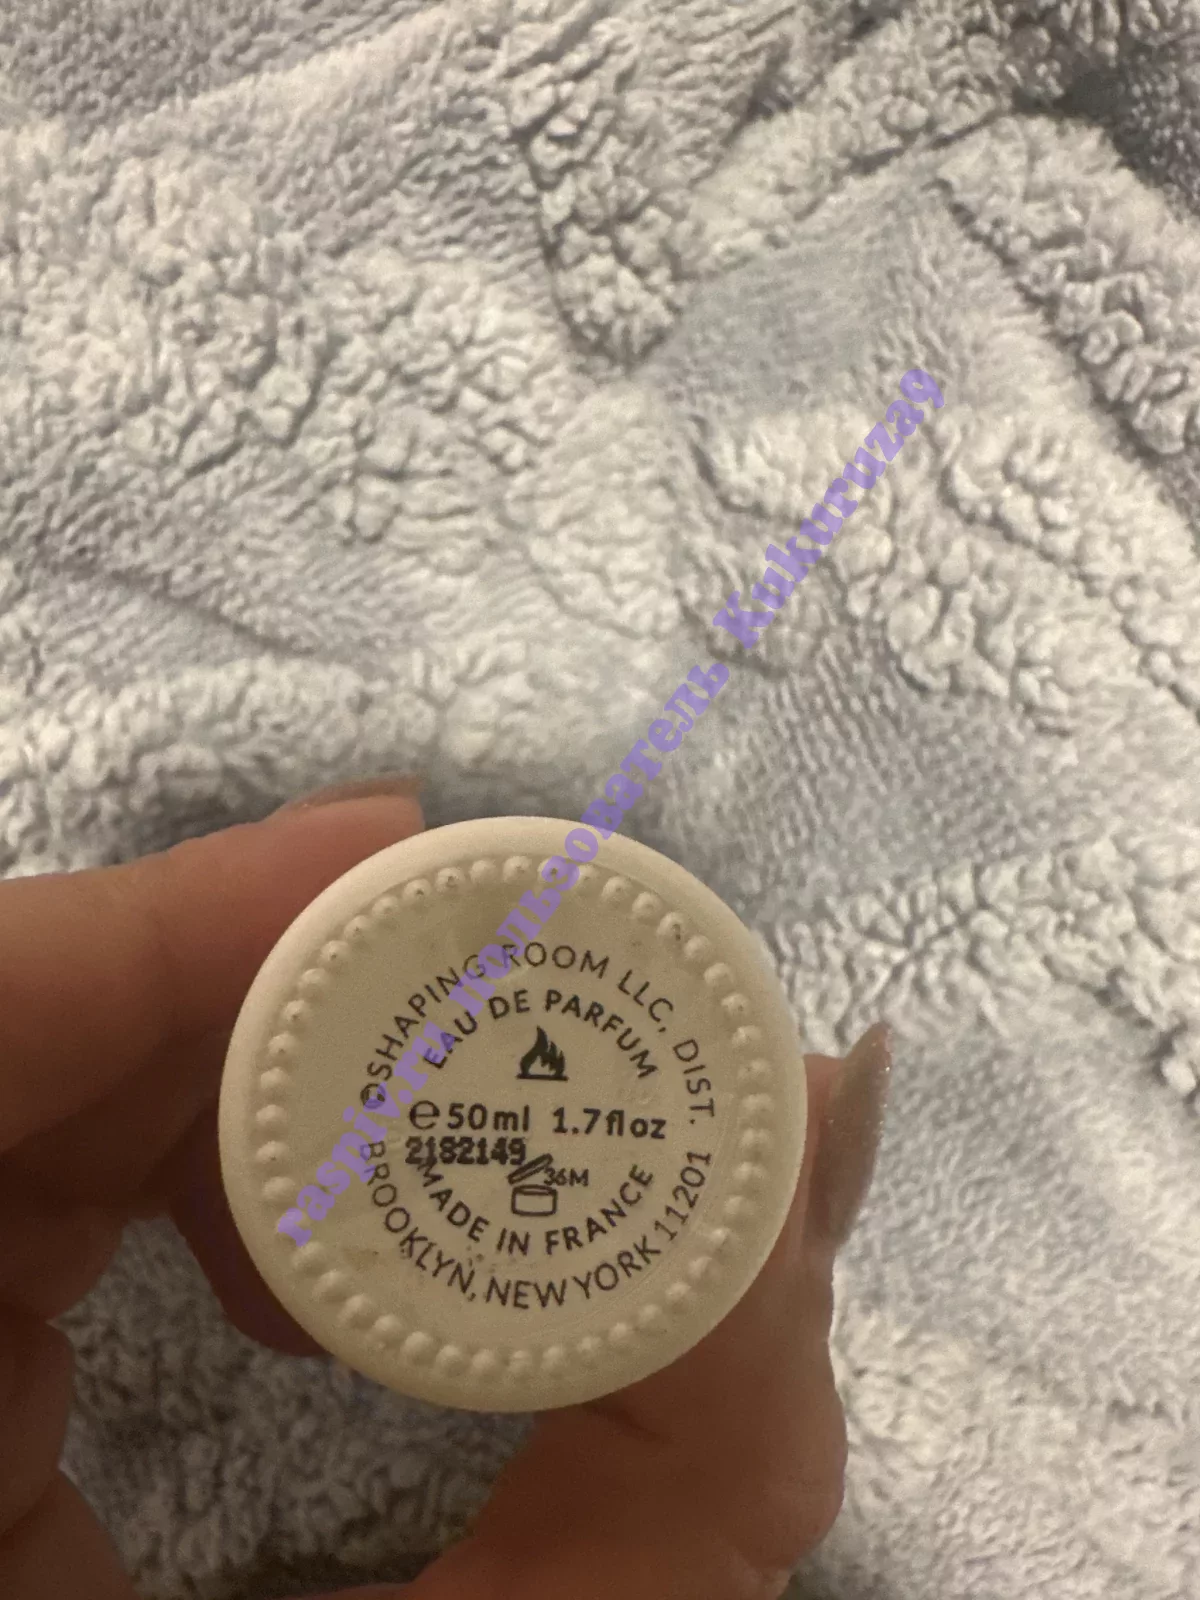 ©SHAPING ROOM LLC, DIST.
EAU DE PARFUM
℮50ml 1.7fl oz
2182149
36M
MADE IN FRANCE
BROOKLYN, NEW YORK 11201
raspiv.ru пользователь Kukuruza9